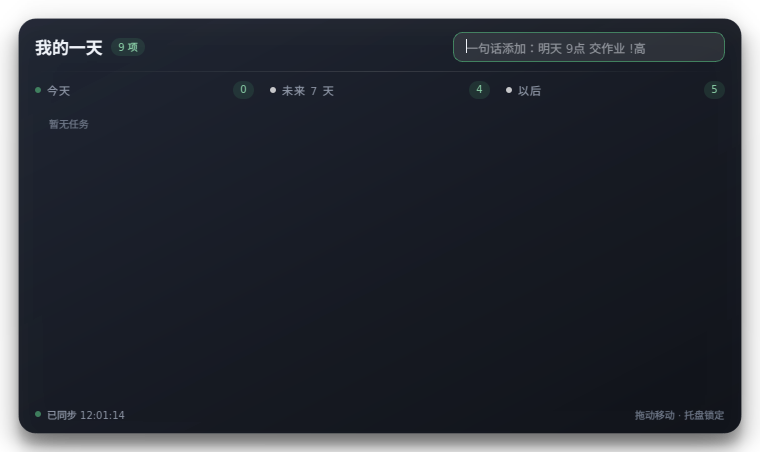 我的一天 9 项
一句话添加：明天 9点 交作业 !高
今天 0
未来 7 天 4
以后 5
暂无任务
已同步 12:01:14
拖动移动 · 托盘锁定